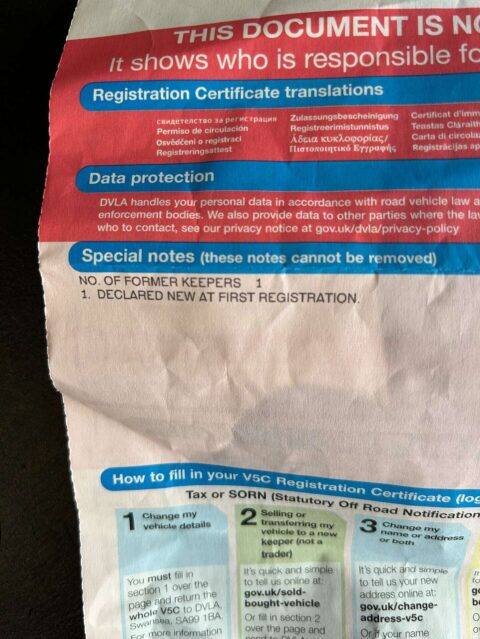 THIS DOCUMENT IS
It shows who is responsible
Registration Certificate translations
свидетелство за регистрация
Permiso de circulación
Osvědčení o registraci
Registreringsattest
Zulassungsbescheinigung
Registreerimistunnistus
Άδεια κυκλοφορίας/
Πιστοποιητικό Εγγραφής
Certificat
Teastas
Carta di
Registrācijas
Data protection
DVLA handles your personal data in accordance with road vehicle law
enforcement bodies. We also provide data to other parties where the
who to contact, see our privacy notice at gov.uk/dvla/privacy-policy
Special notes (these notes cannot be removed)
NO. OF FORMER KEEPERS 1
1. DECLARED NEW AT FIRST REGISTRATION.
How to fill in your V5C Registration Certificate
Tax or SORN (Statutory Off Road Notification
1 Change my
vehicle details
You must fill in
section 1 over the
page and return the
whole V5C to DVLA,
Swansea, SA99 1BA.
For more information
2 Selling or
transferring my
vehicle to a new
keeper (not a
trader)
It's quick and simple
to tell us online at:
gov.uk/sold-
bought-vehicle
Or fill in section
2 over the page and
send to DVLA
3 Change my
name or address
or both
It's quick and simple
to tell us your new
address online at:
gov.uk/change-
address-v5c
Or if your name